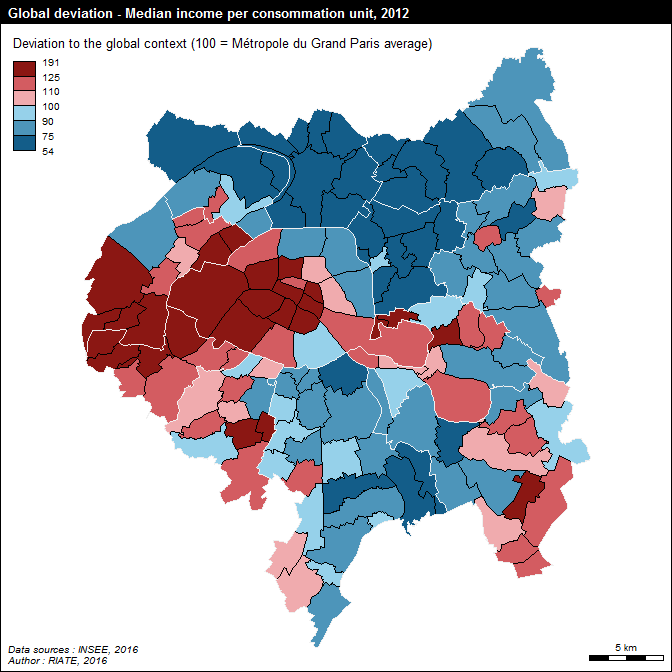 Global deviation - Median income per consommation unit, 2012
Deviation to the global context (100 = Métropole du Grand Paris average)
191
125
110
100
90
75
54
5 km
Data sources : INSEE, 2016
Author : RIATE, 2016